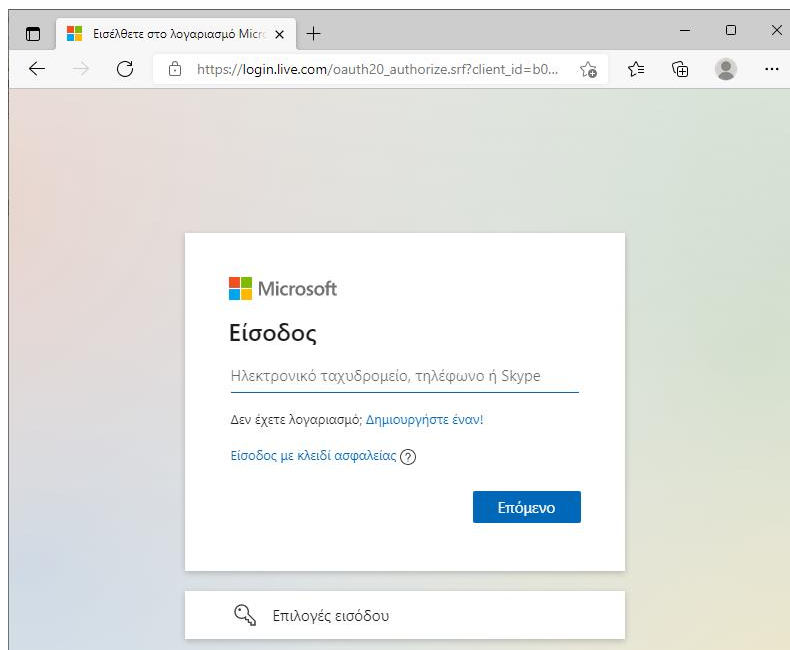 Εισέλθετε στο λογαριασμό Micro
https://login.live.com/oauth20_authorize.srf?client_id=b0...
Microsoft
Είσοδος
Ηλεκτρονικό ταχυδρομείο, τηλέφωνο ή Skype
Δεν έχετε λογαριασμό; Δημιουργήστε έναν!
Είσοδος με κλειδί ασφαλείας ?
Επόμενο
Επιλογές εισόδου